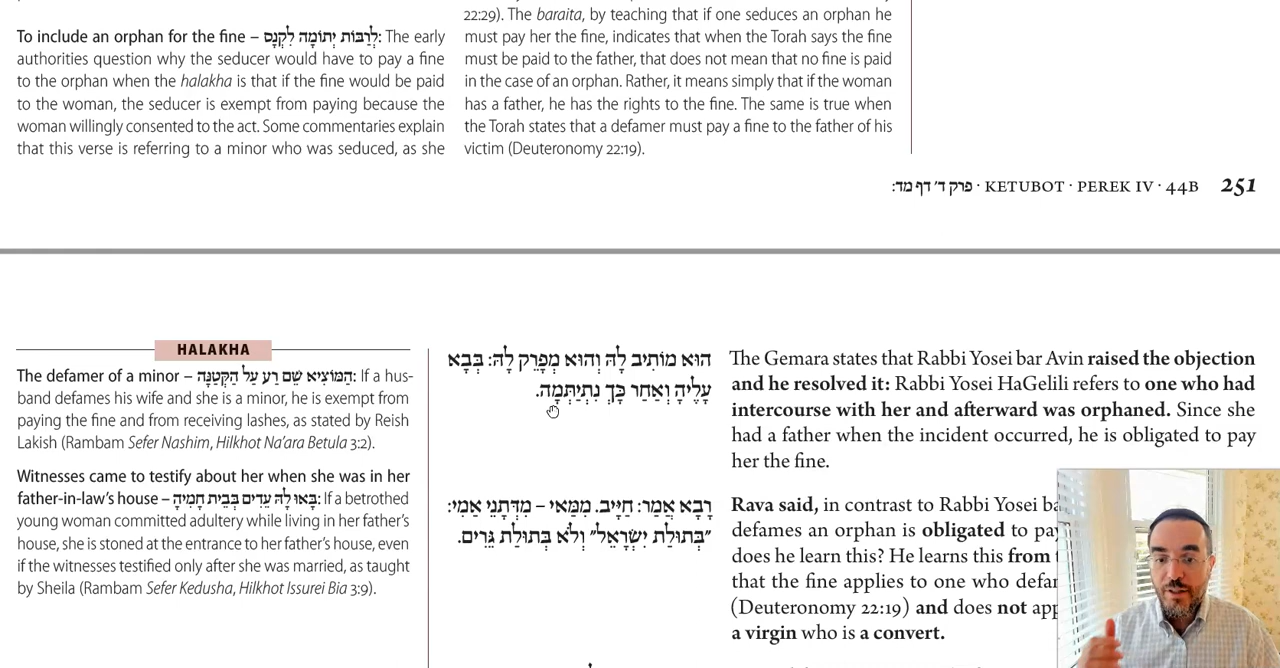 To include an orphan for the fine – לְרַבּוֹת יְתוֹמָה לִקְנָס: The early
authorities question why the seducer would have to pay a fine
to the orphan when the halakha is that if the fine would be paid
to the woman, the seducer is exempt from paying because the
woman willingly consented to the act. Some commentaries explain
that this verse is referring to a minor who was seduced, as she
22:29). The baraita, by teaching that if one seduces an orphan he
must pay her the fine, indicates that when the Torah says the fine
must be paid to the father, that does not mean that no fine is paid
in the case of an orphan. Rather, it means simply that if the woman
has a father, he has the rights to the fine. The same is true when
the Torah states that a defamer must pay a fine to the father of his
victim (Deuteronomy 22:19).
פרק ד׳ דף מד: · KETUBOT · PEREK IV · 44B 251
HALAKHA
The defamer of a minor – הַמּוֹצִיא שֵׁם רַע עַל הַקְּטַנָּה: If a hus-
band defames his wife and she is a minor, he is exempt from
paying the fine and from receiving lashes, as stated by Reish
Lakish (Rambam Sefer Nashim, Hilkhot Na'ara Betula 3:2).
Witnesses came to testify about her when she was in her
father-in-law's house – בָּאוּ לָהּ עֵדִים בְּבֵית חָמִיהָ: If a betrothed
young woman committed adultery while living in her father's
house, she is stoned at the entrance to her father's house, even
if the witnesses testified only after she was married, as taught
by Sheila (Rambam Sefer Kedusha, Hilkhot Issurei Bia 3:9).
הוּא מוֹתִיב לָהּ וְהוּא מְפָרֵק לָהּ: בְּבָא
עָלֶיהָ וְאַחַר כָּךְ נִתְיַתְּמָה.
The Gemara states that Rabbi Yosei bar Avin raised the objection
and he resolved it: Rabbi Yosei HaGelili refers to one who had
intercourse with her and afterward was orphaned. Since she
had a father when the incident occurred, he is obligated to pay
her the fine.
רָבָא אֲמַר: חַיָּיב. מִמַּאי – מִדְּתָנֵי אַמִי:
״בְּתוּלַת יִשְׂרָאֵל״ וְלֹא בְּתוּלַת גֵּרִים.
Rava said, in contrast to Rabbi Yosei
defames an orphan is obligated to
does he learn this? He learns this from
that the fine applies to one who
(Deuteronomy 22:19) and does not
a virgin who is a convert.